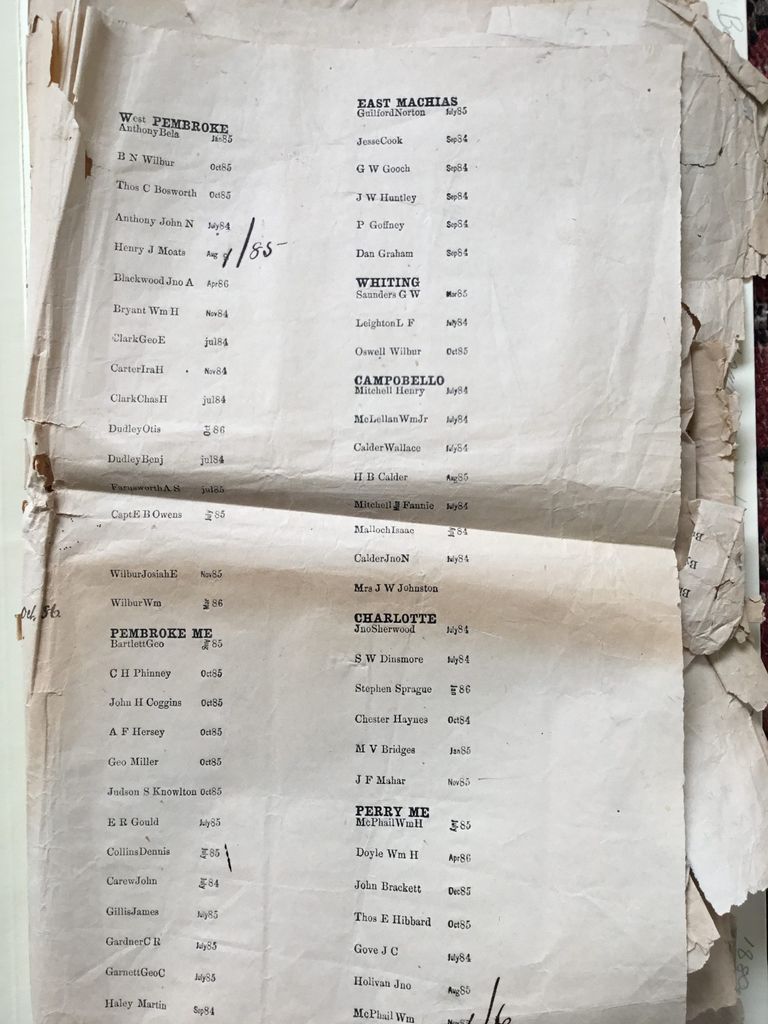 West PEMBROKE
AnthonyBela Jan85
B N Wilbur Oct85
Thos C Bosworth Oct85
Anthony John N July84
Henry J Moats Aug 1/85
Blackwood Jno A Apr86
Bryant Wm H Nov84
ClarkGeoE jul84
CarterIraH Nov84
ClarkChasH jul84
DudleyOtis Oct 86
DudleyBenj jul84
FarnsworthA S jul85
CaptE B Owens July 85
WilburJosiahE Nov85
WilburWm 86
Oct, 86
PEMBROKE ME
BartlettGeo 85
C H Phinney Oct85
John H Coggins Oct85
A F Hersey Oct85
Geo Miller Oct85
Judson S Knowlton Oct85
E R Gould July85
CollinsDennis 85
CarewJohn 84
GillisJames July85
GardnerC R July85
GarnettGeoC July85
Haley Martin Sep84
EAST MACHIAS
GuilfordNorton July85
JesseCook Sep84
G W Gooch Sep84
J W Huntley Sep84
P Goffney Sep84
Dan Graham Sep84
WHITING
Saunders G W Mar85
LeightonL F July84
Oswell Wilbur Oct85
CAMPOBELLO
Mitchell Henry July84
McLellanWmJr July84
CalderWallace July84
H B Calder Aug85
Mitchell Fannie July84
MallochIsaac 84
CalderJnoN July84
Mrs J W Johnston
CHARLOTTE
JnoSherwood July84
S W Dinsmore July84
Stephen Sprague 86
Chester Haynes Oct84
M V Bridges Jan85
J F Mahar Nov85
PERRY ME
McPhailWmH 85
Doyle Wm H Apr86
John Brackett Dec85
Thos E Hibbard Oct85
Gove J C July84
Holivan Jno Aug85
McPhail Wm
1880